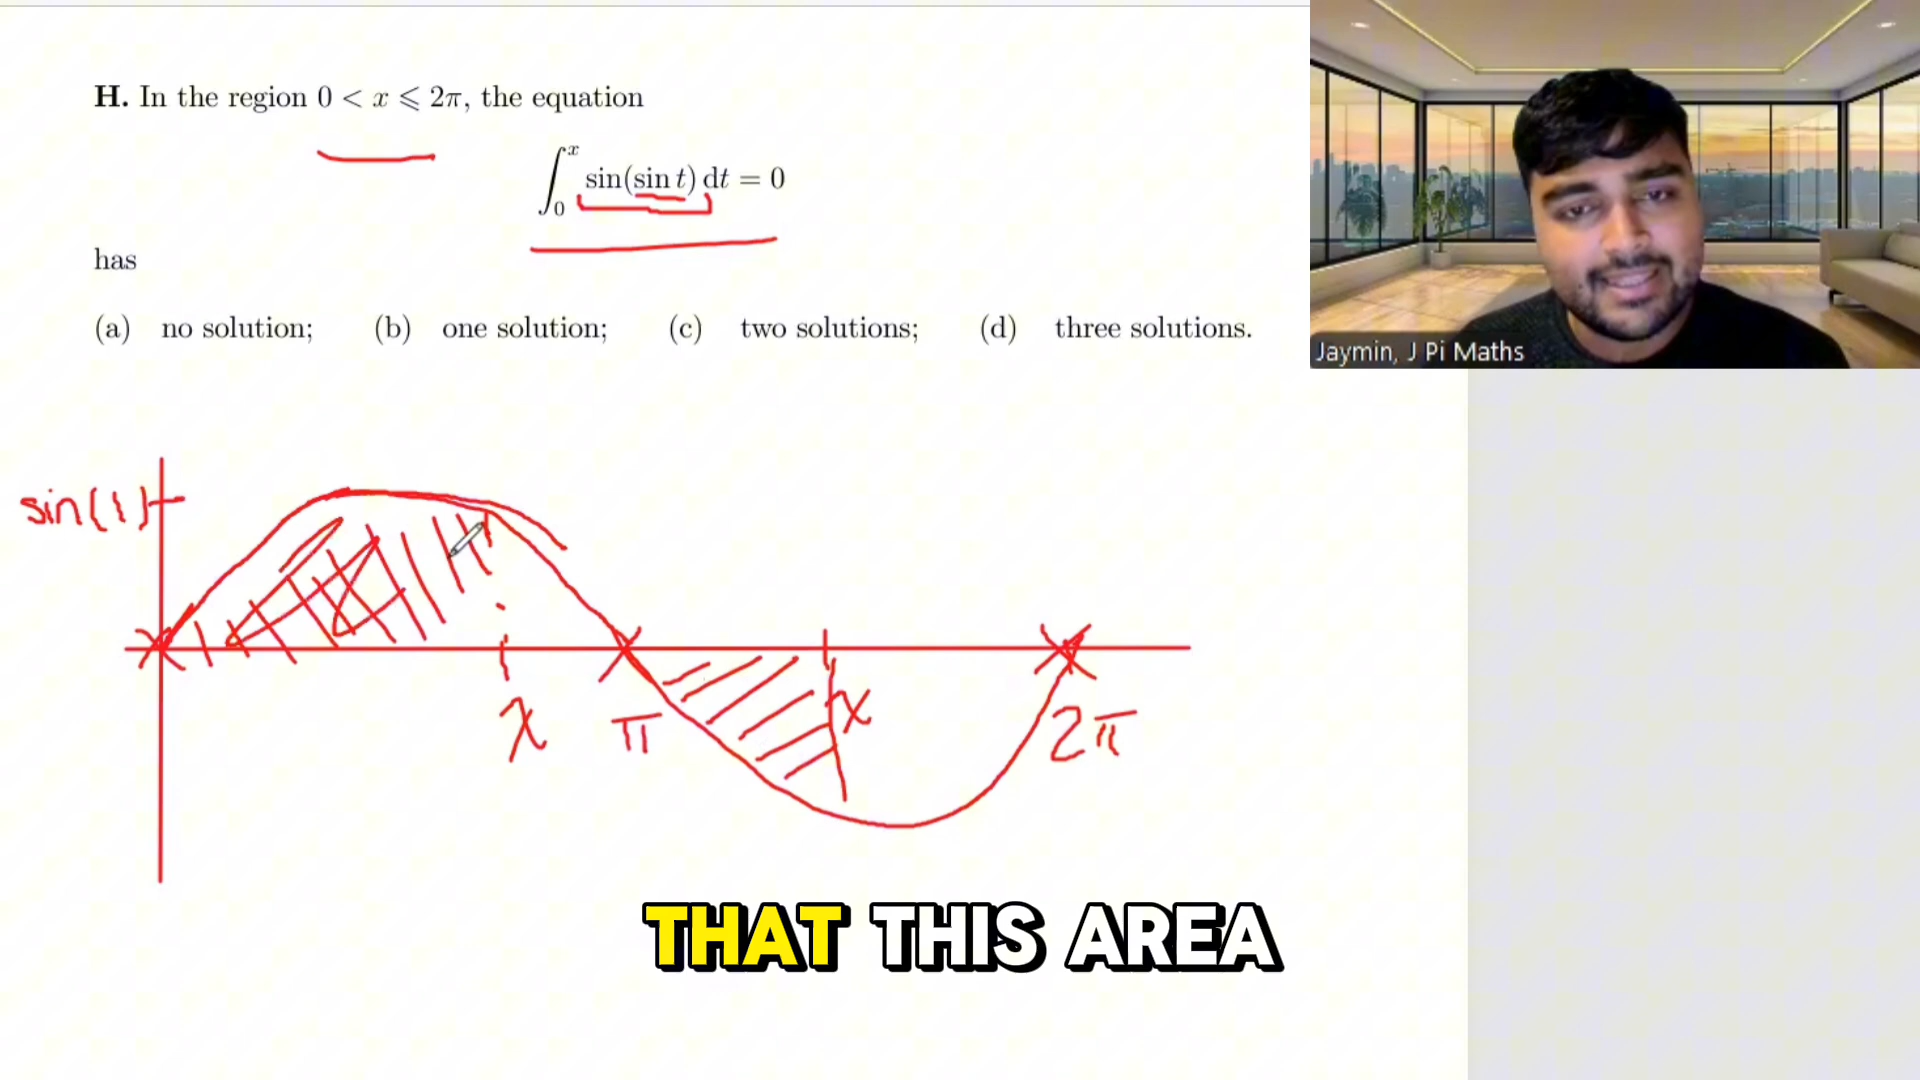 H. In the region 0 < x ⩽ 2π, the equation
∫₀ˣ sin(sin t) dt = 0
has
(a) no solution; (b) one solution; (c) two solutions; (d) three solutions.
Jaymin, J Pi Maths
sin(1)
x π x 2π
THAT THIS AREA